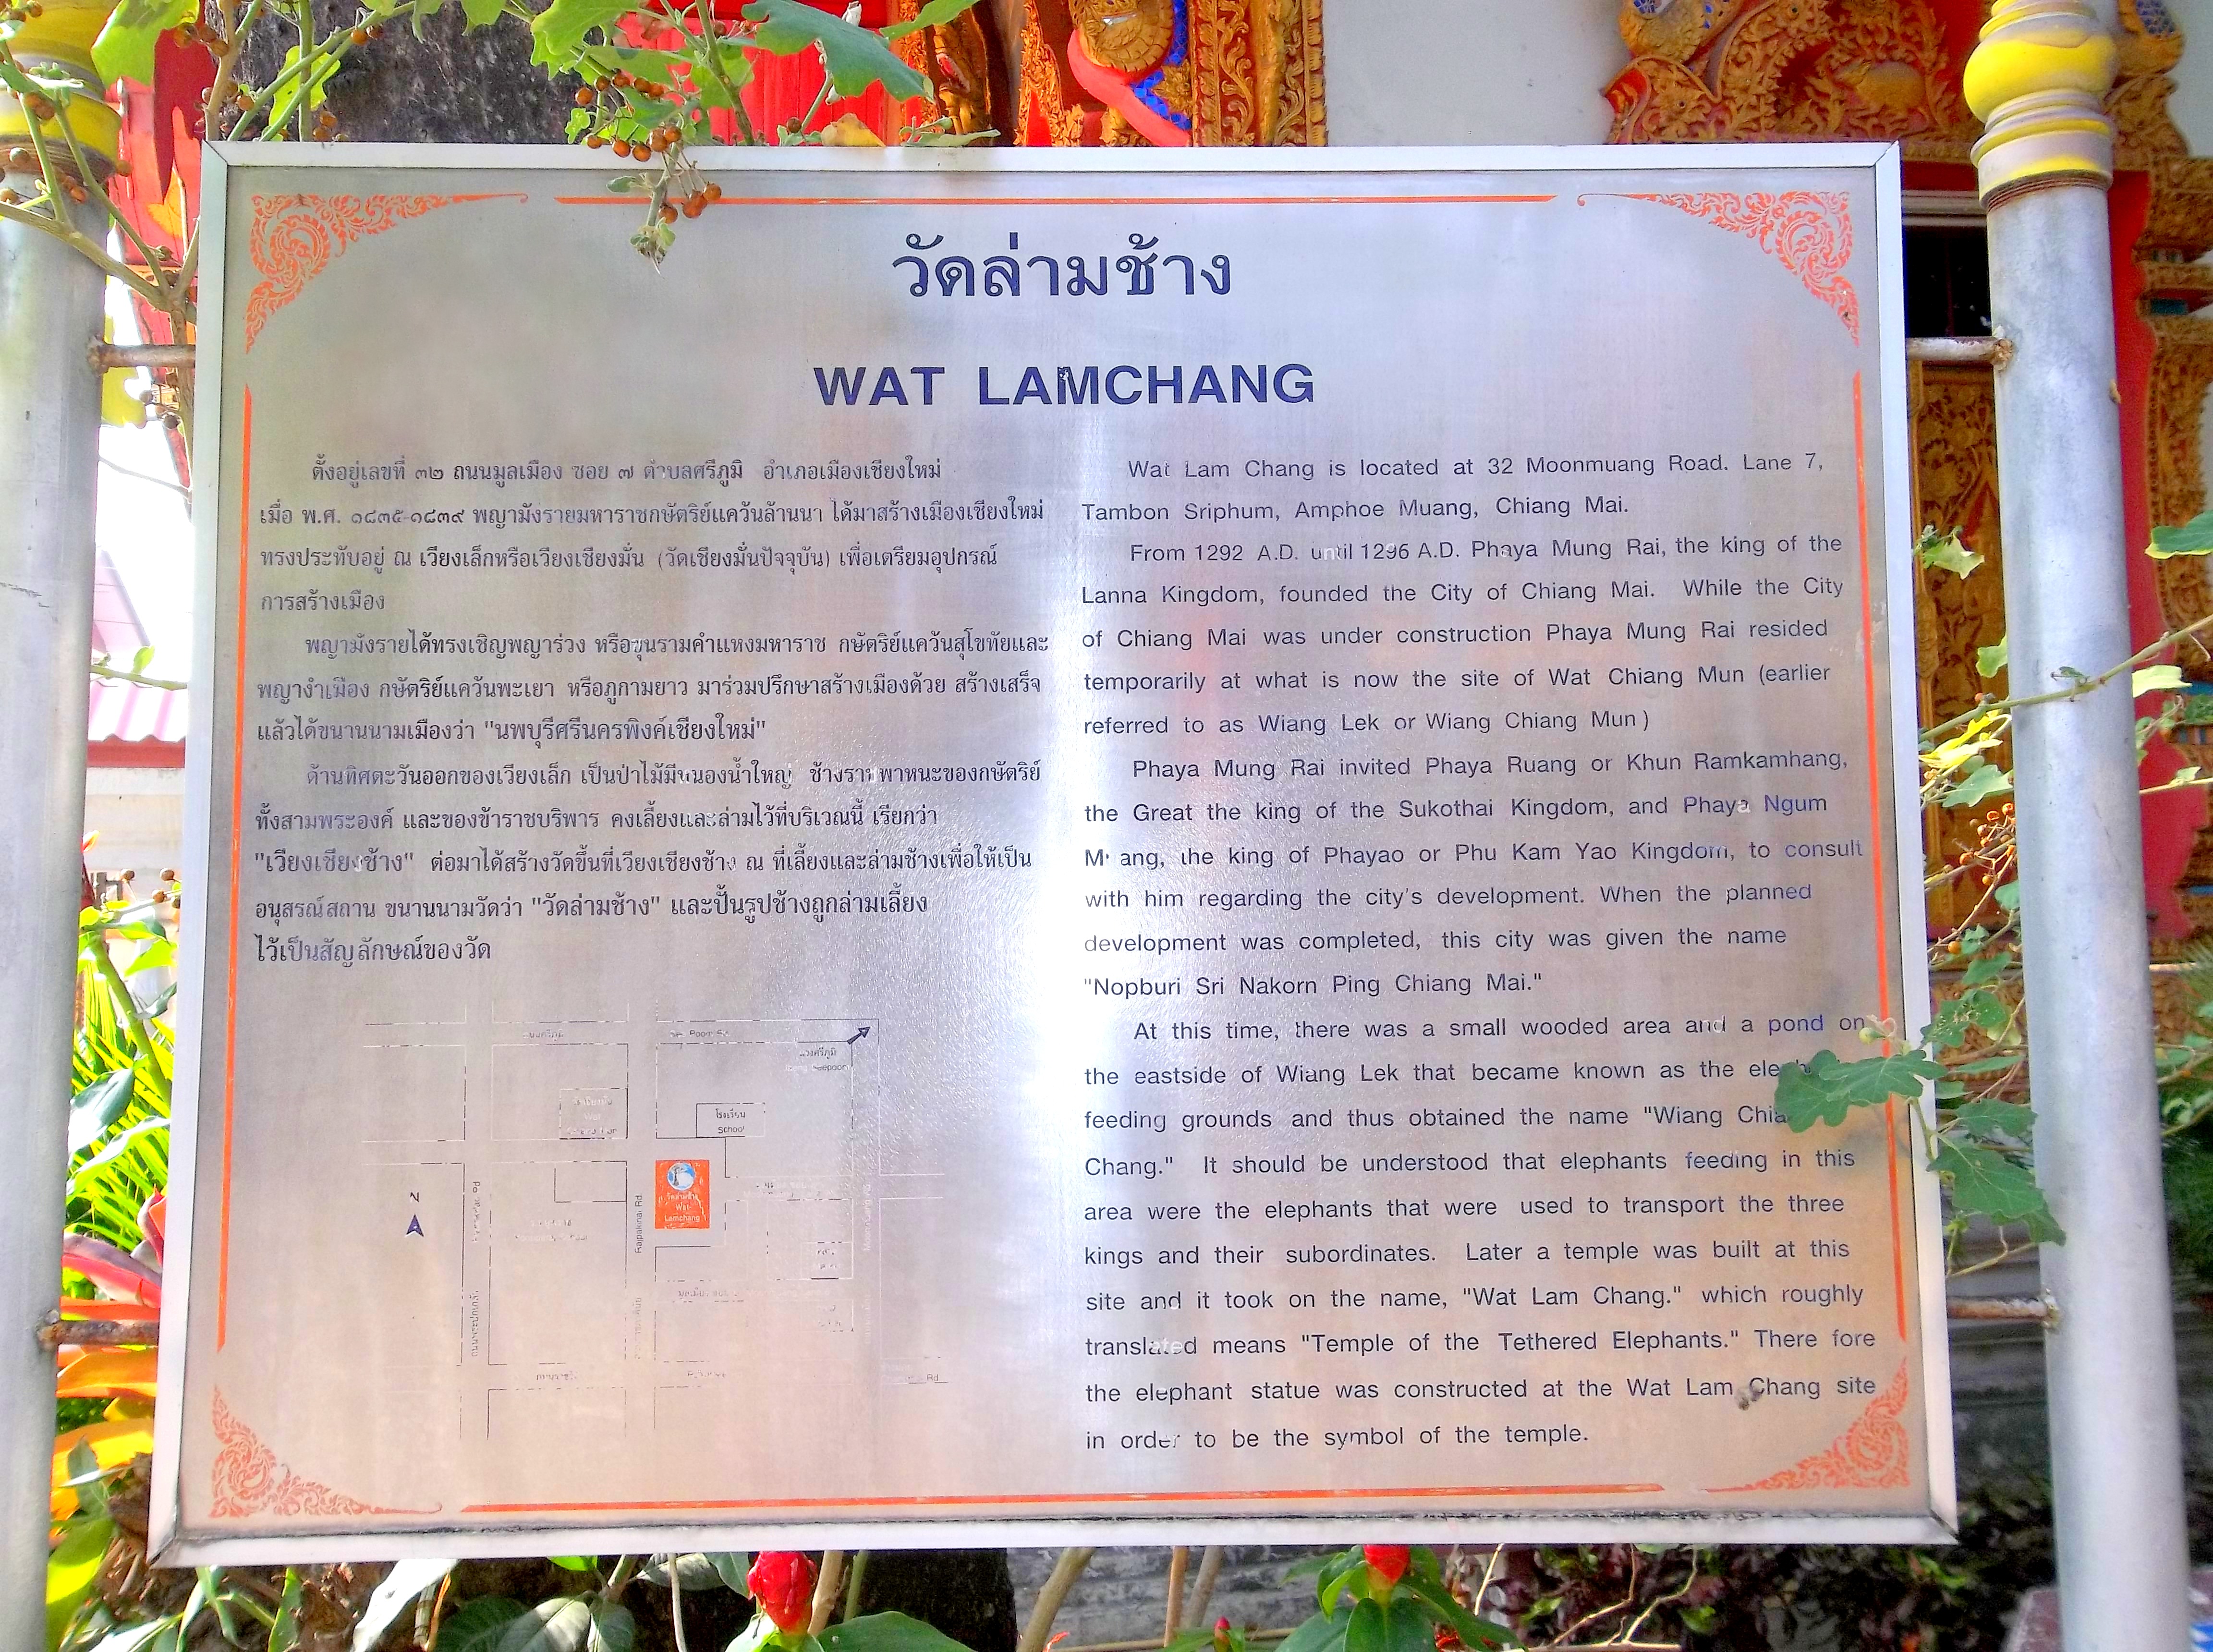 วัดล่ามช้าง
WAT LAMCHANG
ตั้งอยู่เลขที่ ๓๒ ถนนมูลเมือง ซอย ๗ ตำบลศรีภูมิ อำเภอเมืองเชียงใหม่
เมื่อ พ.ศ. ๑๘๓๕-๑๘๓๙ พญามังรายมหาราชกษัตริย์แคว้นล้านนา ได้มาสร้างเมืองเชียงใหม่
ทรงประทับอยู่ ณ เวียงเล็กหรือเวียงเชียงมั่น (วัดเชียงมั่นปัจจุบัน) เพื่อเตรียมอุปกรณ์
การสร้างเมือง
พญามังรายได้ทรงเชิญพญาร่วง หรือขุนรามคำแหงมหาราช กษัตริย์แคว้นสุโขทัยและ
พญางำเมือง กษัตริย์แคว้นพะเยา หรือภูกามยาว มาร่วมปรึกษาสร้างเมืองด้วย สร้างเสร็จ
แล้วได้ขนานนามเมืองว่า "นพบุรีศรีนครพิงค์เชียงใหม่"
ด้านทิศตะวันออกของเวียงเล็ก เป็นป่าไม้มีหนองน้ำใหญ่ ช้างราชพาหนะของกษัตริย์
ทั้งสามพระองค์ และของข้าราชบริพาร คงเลี้ยงและล่ามไว้ที่บริเวณนี้ เรียกว่า
"เวียงเชียงช้าง" ต่อมาได้สร้างวัดขึ้นที่เวียงเชียงช้าง ณ ที่เลี้ยงและล่ามช้างเพื่อให้เป็น
อนุสรณ์สถาน ขนานนามวัดว่า "วัดล่ามช้าง" และปั้นรูปช้างถูกล่ามเลี้ยง
ไว้เป็นสัญลักษณ์ของวัด
Wat Lam Chang is located at 32 Moonmuang Road. Lane 7,
Tambon Sriphum, Amphoe Muang, Chiang Mai.
From 1292 A.D. until 1296 A.D. Phaya Mung Rai, the king of the
Lanna Kingdom, founded the City of Chiang Mai. While the City
of Chiang Mai was under construction Phaya Mung Rai resided
temporarily at what is now the site of Wat Chiang Mun (earlier
referred to as Wiang Lek or Wiang Chiang Mun)
Phaya Mung Rai invited Phaya Ruang or Khun Ramkamhang,
the Great the king of the Sukothai Kingdom, and Phaya Ngum
M ang, the king of Phayao or Phu Kam Yao Kingdom, to consult
with him regarding the city's development. When the planned
development was completed, this city was given the name
"Nopburi Sri Nakorn Ping Chiang Mai."
At this time, there was a small wooded area and a pond on
the eastside of Wiang Lek that became known as the
feeding grounds and thus obtained the name "Wiang
Chang." It should be understood that elephants feeding in this
area were the elephants that were used to transport the three
kings and their subordinates. Later a temple was built at this
site and it took on the name, "Wat Lam Chang." which roughly
translated means "Temple of the Tethered Elephants." There fore
the elephant statue was constructed at the Wat Lam Chang site
in order to be the symbol of the temple.
โรงเรียน
School
วัดล่ามช้าง
Wat
Lamchang
N
Rajpakinai Rd.
ถนนพระปกเกล้า
Rd.